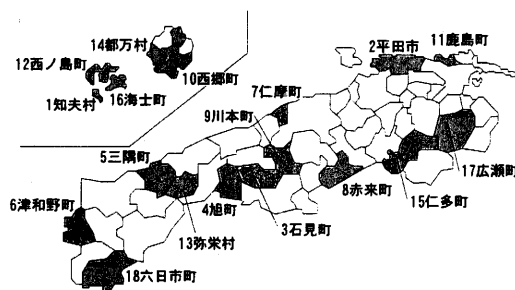 14都万村
12西ノ島町
10西郷町
1知夫村
16海士町
2平田市
11鹿島町
7仁摩町
9川本町
5三隅町
6津和野町
4旭町
8赤来町
17広瀬町
15仁多町
3石見町
13弥栄村
18六日市町